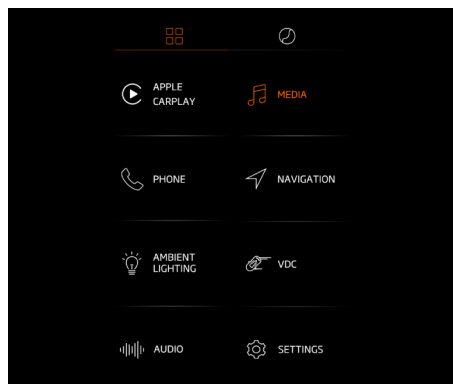 APPLE
CARPLAY
MEDIA
PHONE
NAVIGATION
AMBIENT
LIGHTING
VDC
AUDIO
SETTINGS